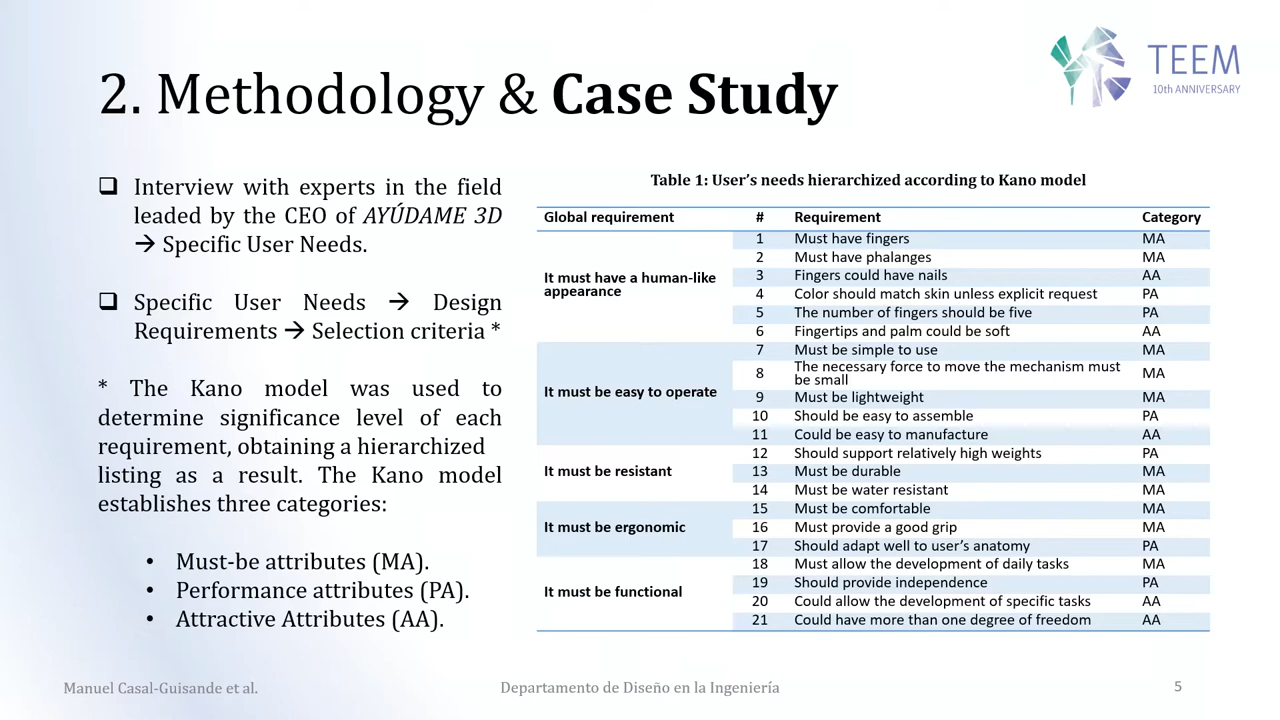 2. Methodology & Case Study
TEEM
10th ANNIVERSARY
❑ Interview with experts in the field
leaded by the CEO of AYÚDAME 3D
→ Specific User Needs.
❑ Specific User Needs → Design
Requirements → Selection criteria *
* The Kano model was used to
determine significance level of each
requirement, obtaining a hierarchized
listing as a result. The Kano model
establishes three categories:
• Must-be attributes (MA).
• Performance attributes (PA).
• Attractive Attributes (AA).
Table 1: User's needs hierarchized according to Kano model
Global requirement # Requirement Category
It must have a human-like
appearance
1 Must have fingers MA
2 Must have phalanges MA
3 Fingers could have nails AA
4 Color should match skin unless explicit request PA
5 The number of fingers should be five PA
6 Fingertips and palm could be soft AA
It must be easy to operate
7 Must be simple to use MA
8 The necessary force to move the mechanism must
be small MA
9 Must be lightweight MA
10 Should be easy to assemble PA
11 Could be easy to manufacture AA
It must be resistant
12 Should support relatively high weights PA
13 Must be durable MA
14 Must be water resistant MA
It must be ergonomic
15 Must be comfortable MA
16 Must provide a good grip MA
17 Should adapt well to user's anatomy PA
It must be functional
18 Must allow the development of daily tasks MA
19 Should provide independence PA
20 Could allow the development of specific tasks AA
21 Could have more than one degree of freedom AA
Manuel Casal-Guisande et al.
Departamento de Diseño en la Ingeniería
5